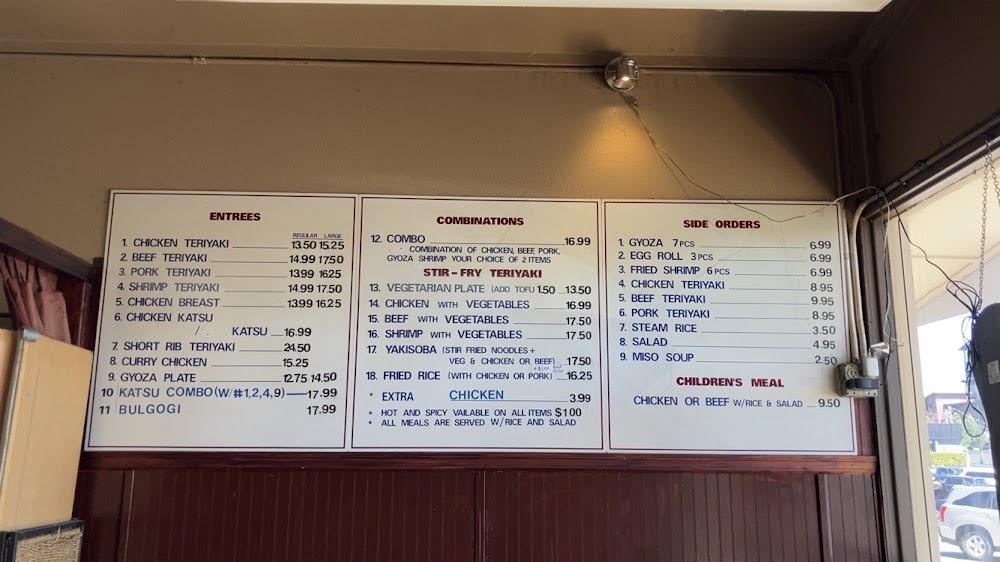 ENTREES
REGULAR LARGE
1. CHICKEN TERIYAKI 13.50 15.25
2. BEEF TERIYAKI 14.99 17.50
3. PORK TERIYAKI 13.99 16.25
4. SHRIMP TERIYAKI 14.99 17.50
5. CHICKEN BREAST 13.99 16.25
6. CHICKEN KATSU
/ . KATSU 16.99
7. SHORT RIB TERIYAKI 24.50
8. CURRY CHICKEN 15.25
9. GYOZA PLATE 12.75 14.50
10 KATSU COMBO (W/#1,2,4,9) 17.99
11 BULGOGI 17.99
COMBINATIONS
12. COMBO 16.99
COMBINATION OF CHICKEN, BEEF, PORK,
GYOZA SHRIMP YOUR CHOICE OF 2 ITEMS
STIR-FRY TERIYAKI
13. VEGETARIAN PLATE (ADD TOFU 1.50 13.50
14. CHICKEN WITH VEGETABLES 16.99
15. BEEF WITH VEGETABLES 17.50
16. SHRIMP WITH VEGETABLES 17.50
17. YAKISOBA (STIR FRIED NOODLES +
VEG & CHICKEN OR BEEF) 17.50
18. FRIED RICE (WITH CHICKEN OR PORK) 16.25
• EXTRA CHICKEN 3.99
• HOT AND SPICY VAILABLE ON ALL ITEMS $1.00
• ALL MEALS ARE SERVED W/RICE AND SALAD
SIDE ORDERS
1. GYOZA 7 PCS 6.99
2. EGG ROLL 3 PCS 6.99
3. FRIED SHRIMP 6 PCS 6.99
4. CHICKEN TERIYAKI 8.95
5. BEEF TERIYAKI 9.95
6. PORK TERIYAKI 8.95
7. STEAM RICE 3.50
8. SALAD 4.95
9. MISO SOUP 2.50
CHILDREN'S MEAL
CHICKEN OR BEEF W/RICE & SALAD 9.50